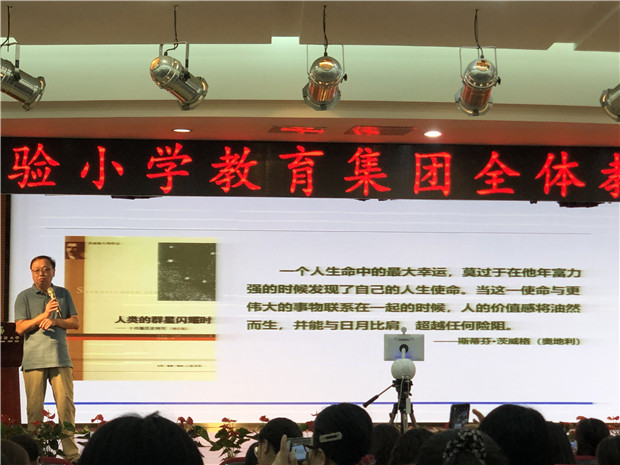 验小学教育集团全体教
人类的群星闪耀时
一个人生命中的最大幸运，莫过于在他年富力
强的时候发现了自己的人生使命。当这一使命与更
伟大的事物联系在一起的时候，人的价值感将油然
而生，并能与日月比肩，超越任何险阻。
——斯蒂芬·茨威格（奥地利）